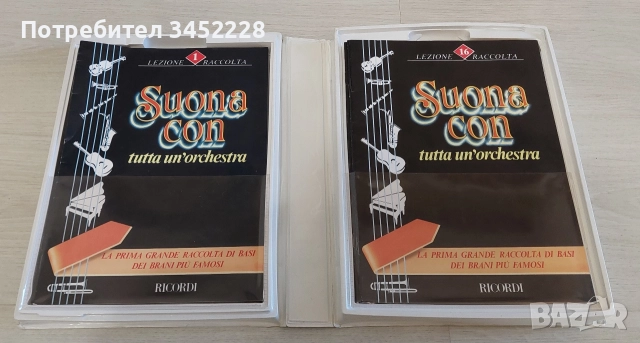 Потребител 3452228
LEZIONE 1 RACCOLTA
Suona
con
tutta un'orchestra
LA PRIMA GRANDE RACCOLTA DI BASI
DEI BRANI PIÙ FAMOSI
RICORDI
LEZIONE 16 RACCOLTA
Suona
con
tutta un'orchestra
LA PRIMA GRANDE RACCOLTA DI BASI
DEI BRANI PIÙ FAMOSI
RICORDI
BAZAR